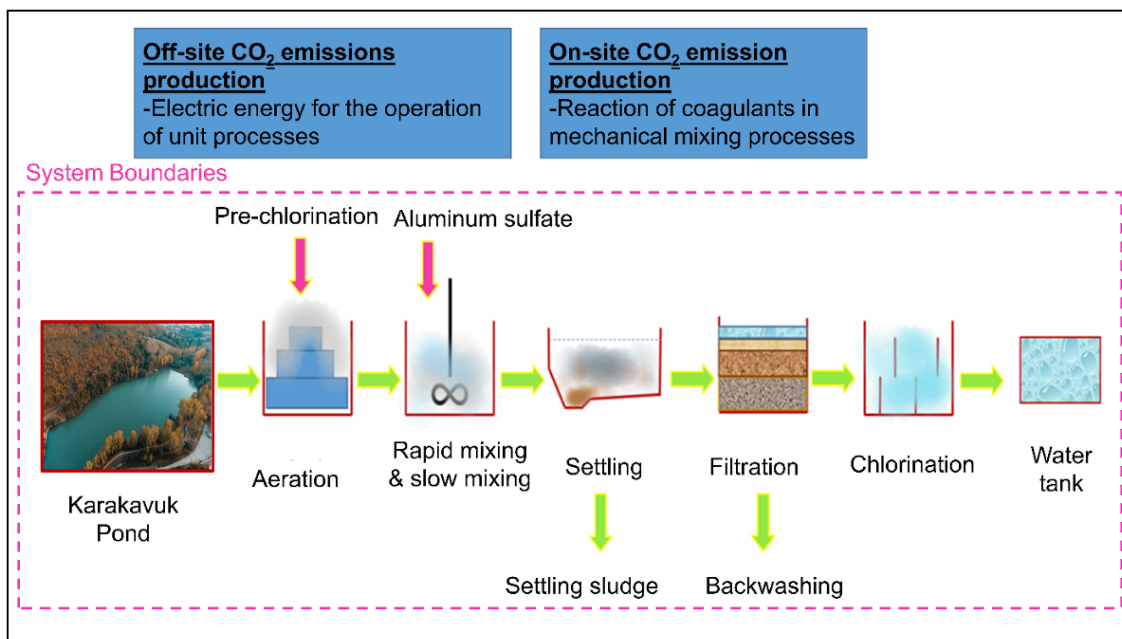 Off-site CO₂ emissions
production
-Electric energy for the operation
of unit processes
On-site CO₂ emission
production
-Reaction of coagulants in
mechanical mixing processes
System Boundaries
Pre-chlorination
Aluminum sulfate
Karakavuk
Pond
Aeration
Rapid mixing
& slow mixing
Settling
Filtration
Chlorination
Water
tank
Settling sludge
Backwashing